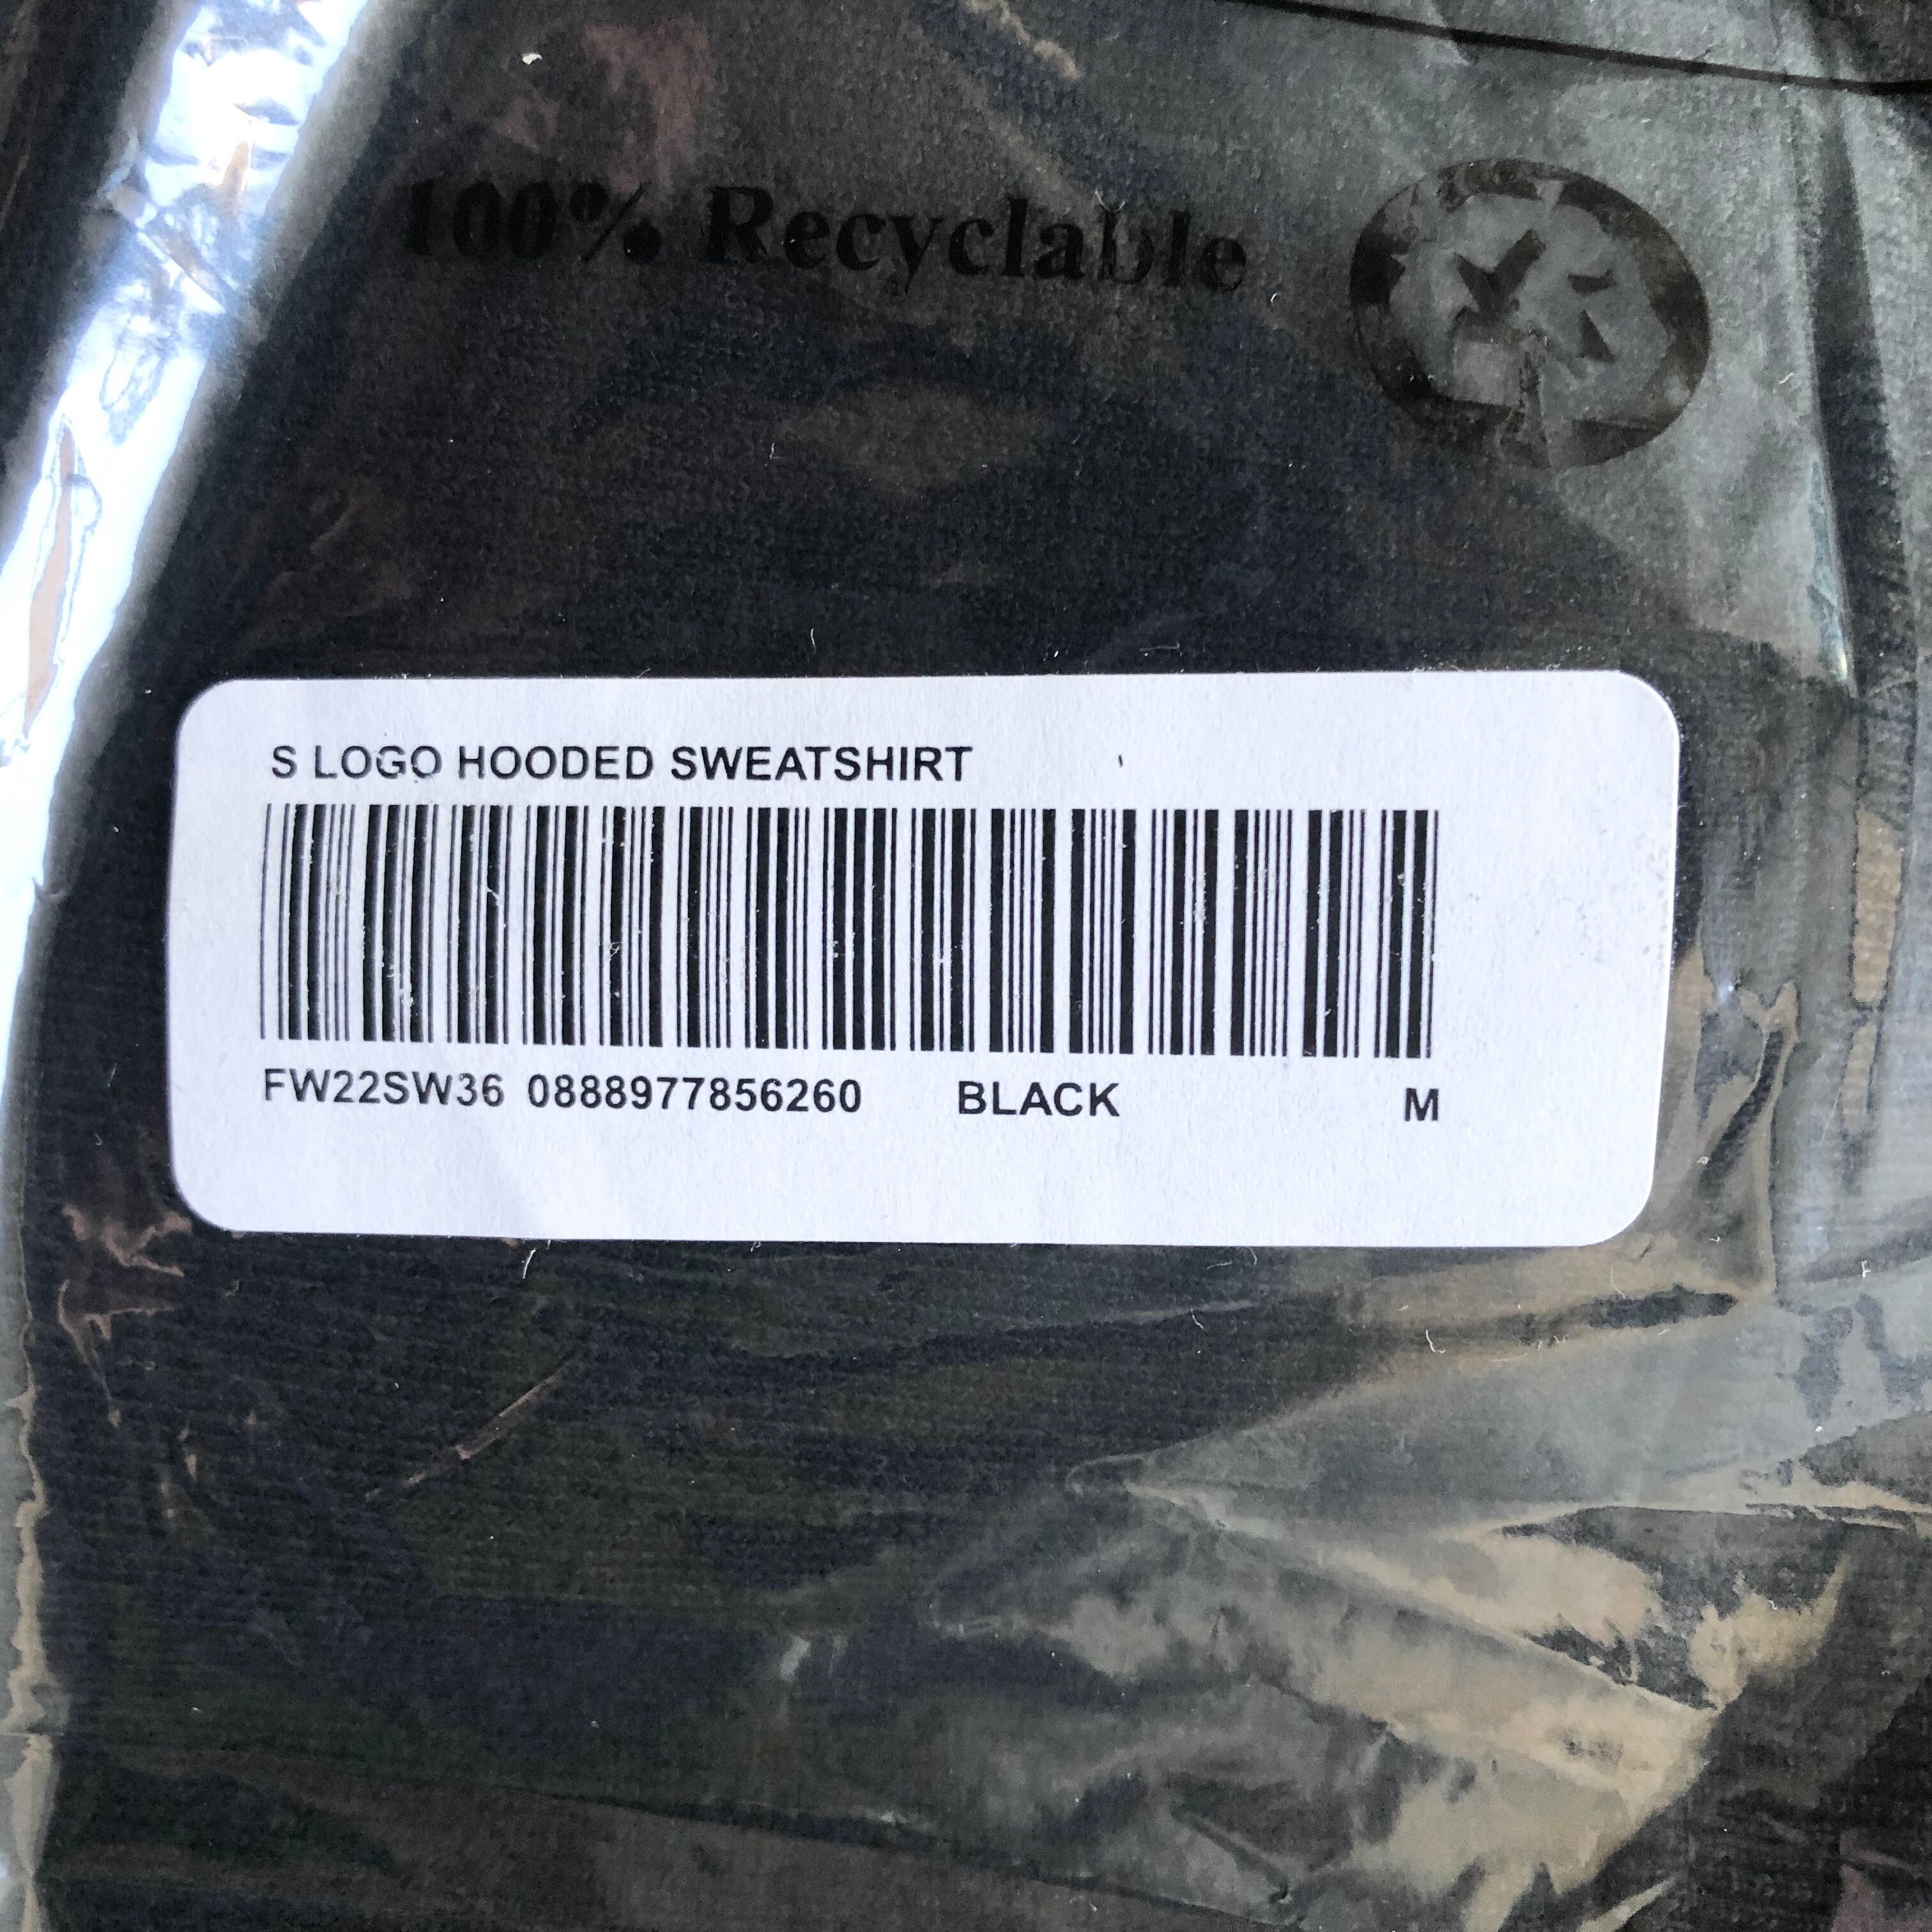 100% Recyclable
S LOGO HOODED SWEATSHIRT
FW22SW36 0888977856260 BLACK M